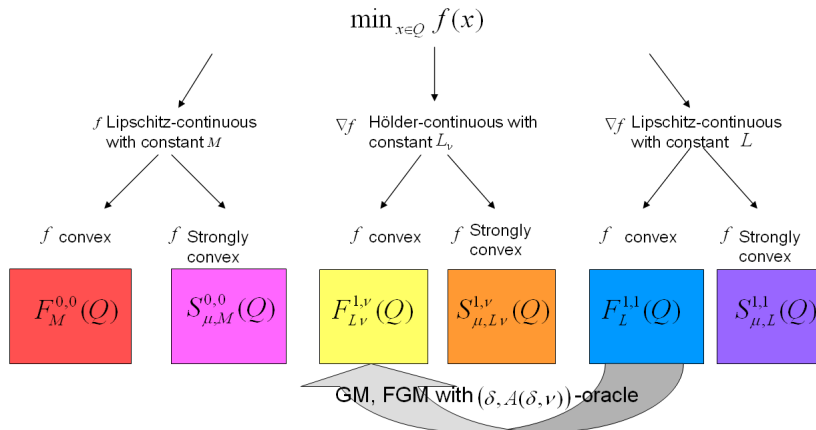 min_{x∈Q} f(x)
f Lipschitz-continuous
with constant M
∇f Hölder-continuous with
constant L_ν
∇f Lipschitz-continuous
with constant L
f convex
f Strongly
convex
f convex
f Strongly
convex
f convex
f Strongly
convex
F_M^{0,0}(Q)
S_{μ,M}^{0,0}(Q)
F_{Lν}^{1,ν}(Q)
S_{μ,Lν}^{1,ν}(Q)
F_L^{1,1}(Q)
S_{μ,L}^{1,1}(Q)
GM, FGM with (δ, A(δ,ν))-oracle